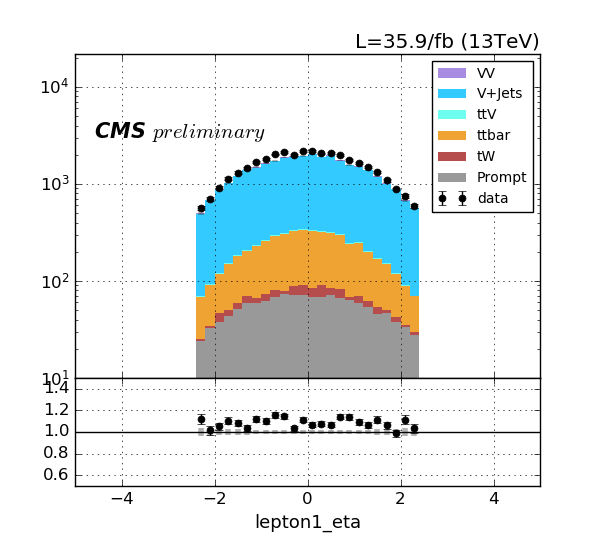 L=35.9/fb (13TeV)
CMS preliminary
VV
V+Jets
ttV
ttbar
tW
Prompt
data
10^4
10^3
10^2
10^1
1.4
1.2
1.0
0.8
0.6
−4 −2 0 2 4
lepton1_eta